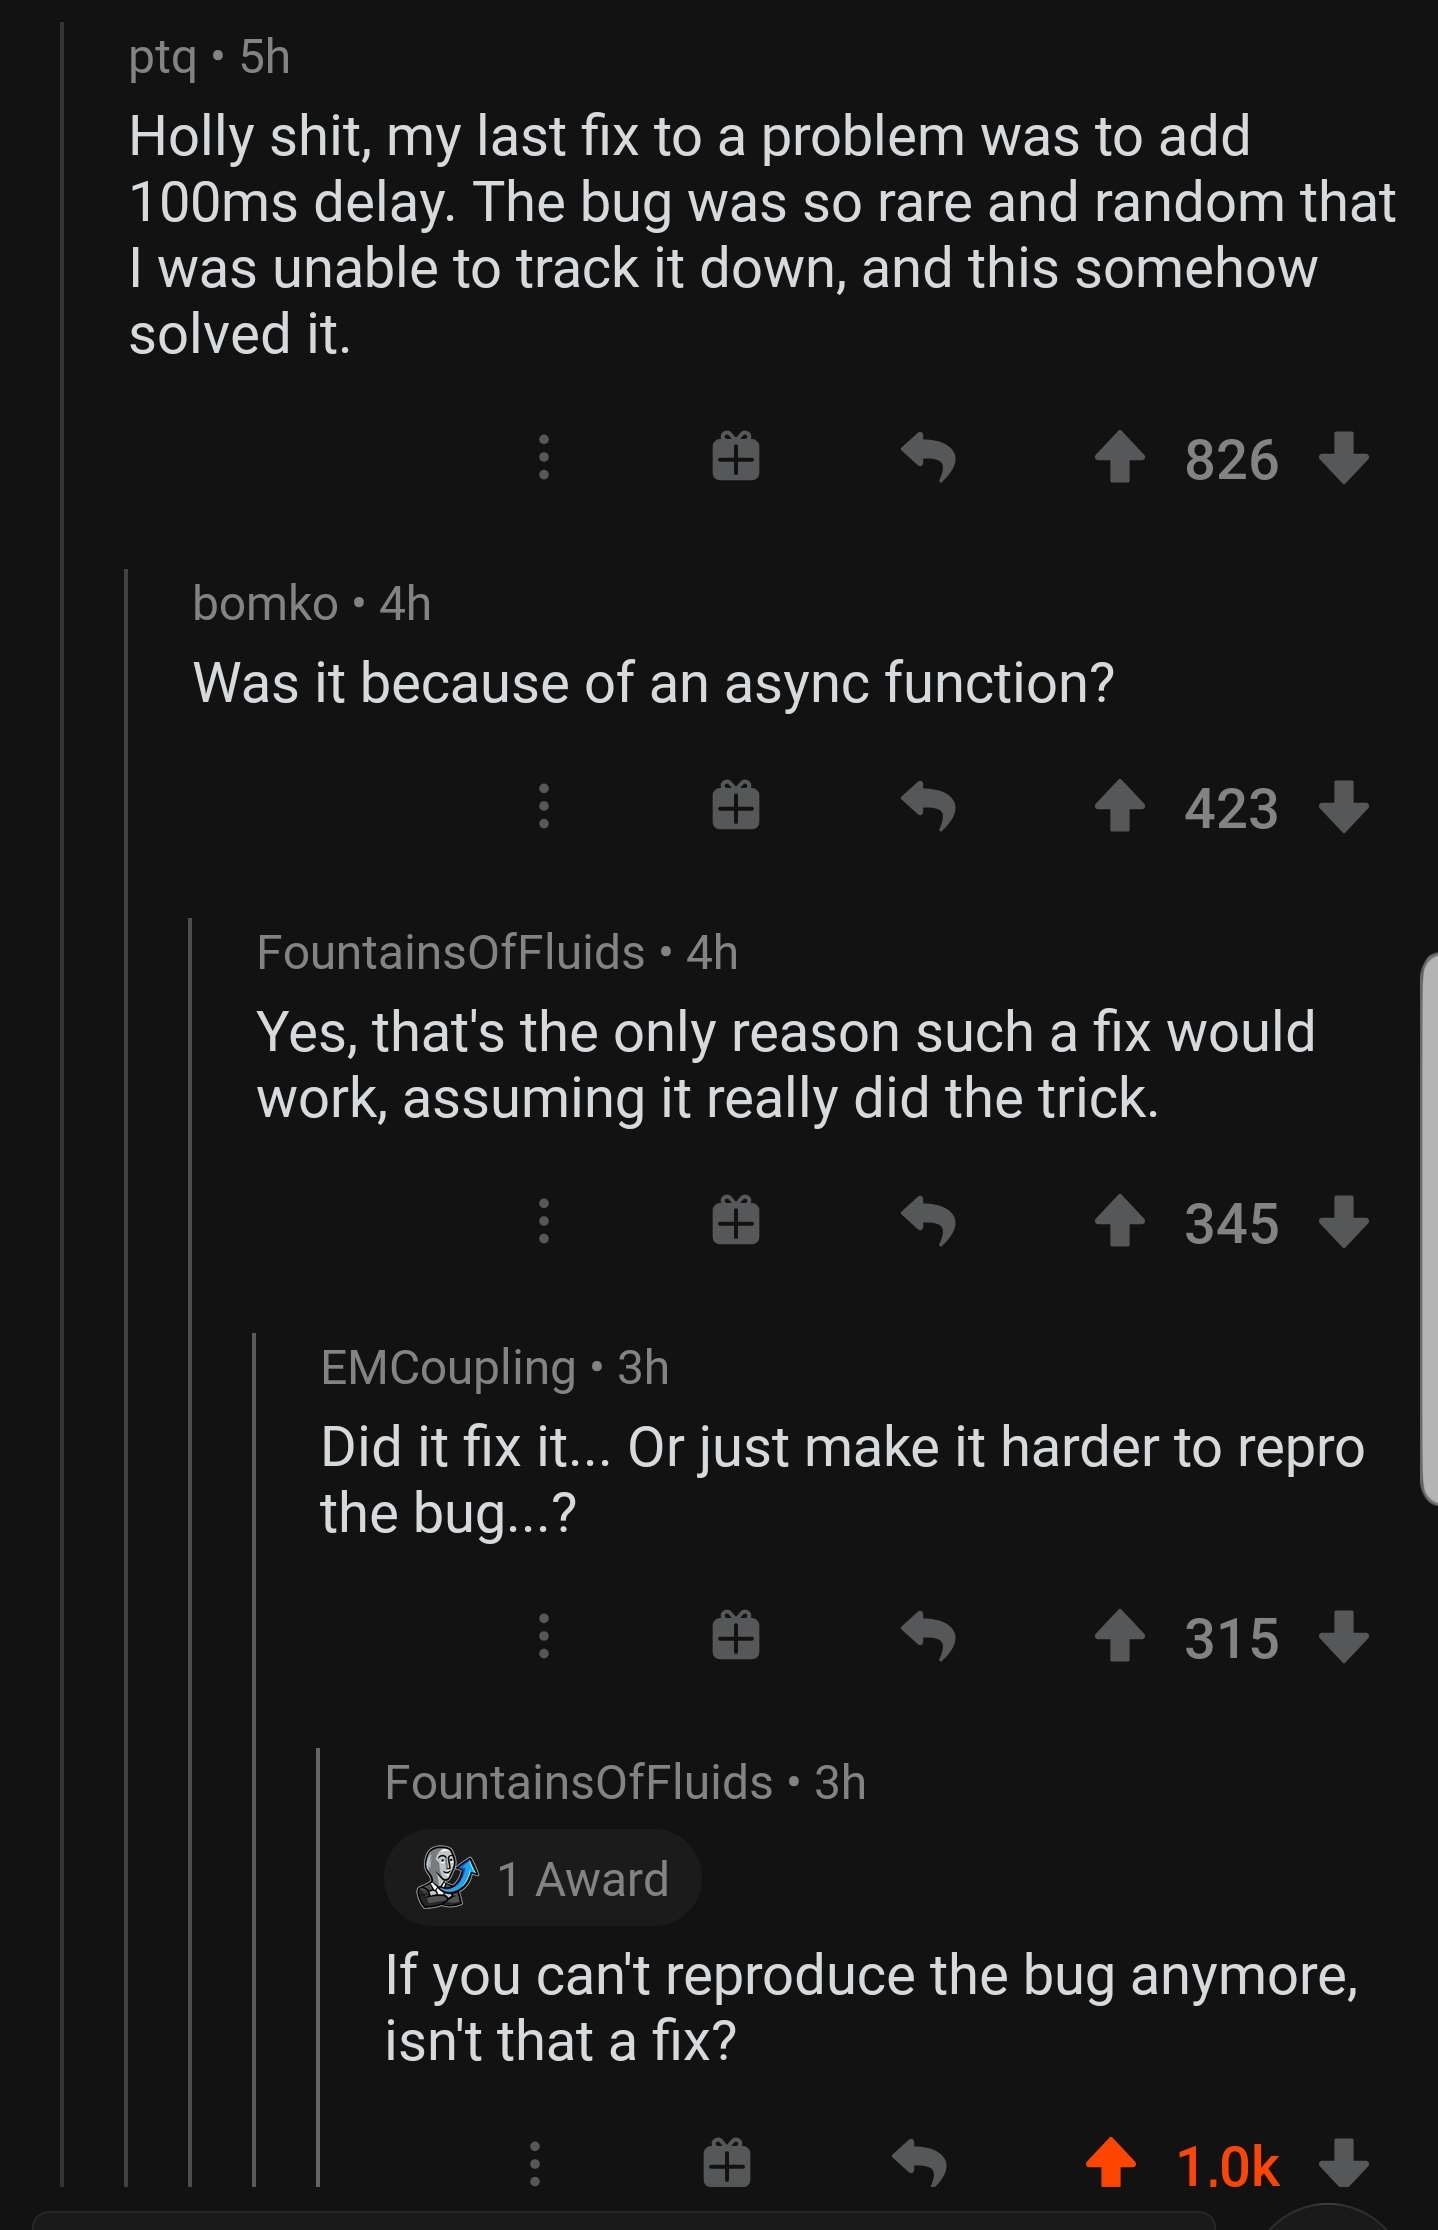 ptq • 5h
Holly shit, my last fix to a problem was to add
100ms delay. The bug was so rare and random that
I was unable to track it down, and this somehow
solved it.
826
bomko • 4h
Was it because of an async function?
423
FountainsOfFluids • 4h
Yes, that's the only reason such a fix would
work, assuming it really did the trick.
345
EMCoupling • 3h
Did it fix it... Or just make it harder to repro
the bug...?
315
FountainsOfFluids • 3h
1 Award
If you can't reproduce the bug anymore,
isn't that a fix?
1.0k